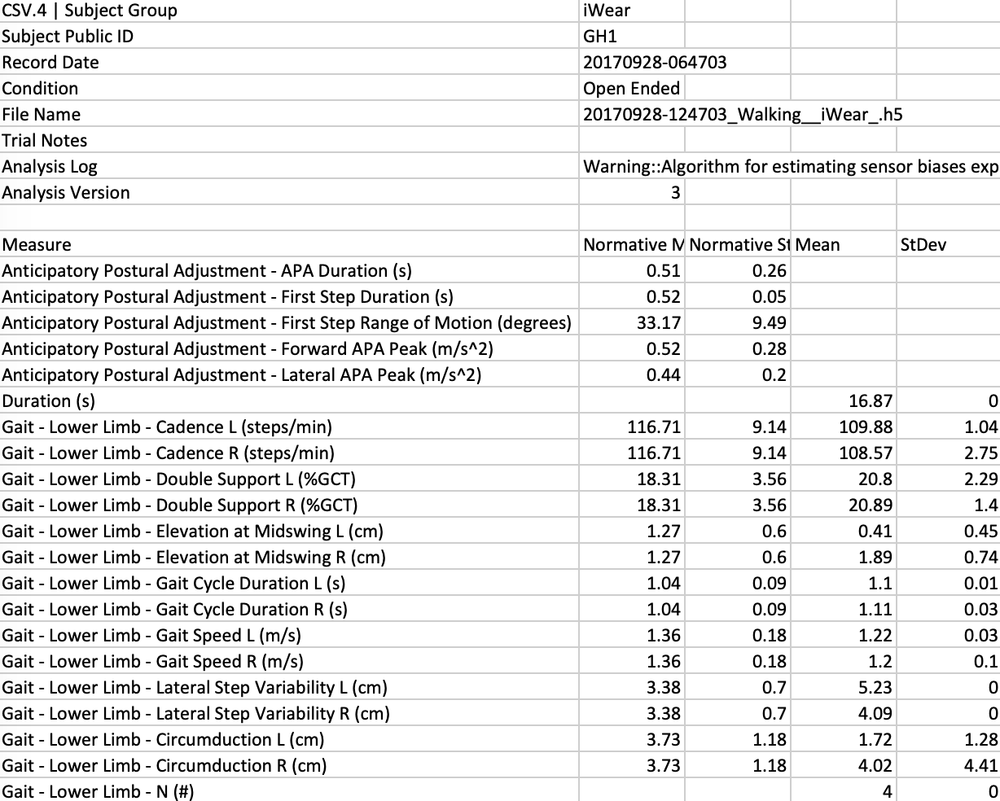 CSV.4 | Subject Group iWear
Subject Public ID GH1
Record Date 20170928-064703
Condition Open Ended
File Name 20170928-124703_Walking__iWear_.h5
Trial Notes
Analysis Log Warning::Algorithm for estimating sensor biases exp
Analysis Version 3
Measure Normative M Normative St Mean StDev
Anticipatory Postural Adjustment - APA Duration (s) 0.51 0.26
Anticipatory Postural Adjustment - First Step Duration (s) 0.52 0.05
Anticipatory Postural Adjustment - First Step Range of Motion (degrees) 33.17 9.49
Anticipatory Postural Adjustment - Forward APA Peak (m/s^2) 0.52 0.28
Anticipatory Postural Adjustment - Lateral APA Peak (m/s^2) 0.44 0.2
Duration (s) 16.87 0
Gait - Lower Limb - Cadence L (steps/min) 116.71 9.14 109.88 1.04
Gait - Lower Limb - Cadence R (steps/min) 116.71 9.14 108.57 2.75
Gait - Lower Limb - Double Support L (%GCT) 18.31 3.56 20.8 2.29
Gait - Lower Limb - Double Support R (%GCT) 18.31 3.56 20.89 1.4
Gait - Lower Limb - Elevation at Midswing L (cm) 1.27 0.6 0.41 0.45
Gait - Lower Limb - Elevation at Midswing R (cm) 1.27 0.6 1.89 0.74
Gait - Lower Limb - Gait Cycle Duration L (s) 1.04 0.09 1.1 0.01
Gait - Lower Limb - Gait Cycle Duration R (s) 1.04 0.09 1.11 0.03
Gait - Lower Limb - Gait Speed L (m/s) 1.36 0.18 1.22 0.03
Gait - Lower Limb - Gait Speed R (m/s) 1.36 0.18 1.2 0.1
Gait - Lower Limb - Lateral Step Variability L (cm) 3.38 0.7 5.23 0
Gait - Lower Limb - Lateral Step Variability R (cm) 3.38 0.7 4.09 0
Gait - Lower Limb - Circumduction L (cm) 3.73 1.18 1.72 1.28
Gait - Lower Limb - Circumduction R (cm) 3.73 1.18 4.02 4.41
Gait - Lower Limb - N (#) 4 0